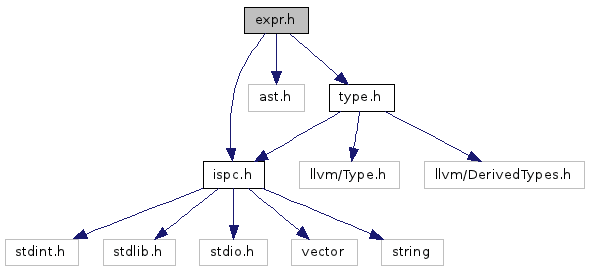 expr.h
ast.h
type.h
ispc.h
llvm/Type.h
llvm/DerivedTypes.h
stdint.h
stdlib.h
stdio.h
vector
string